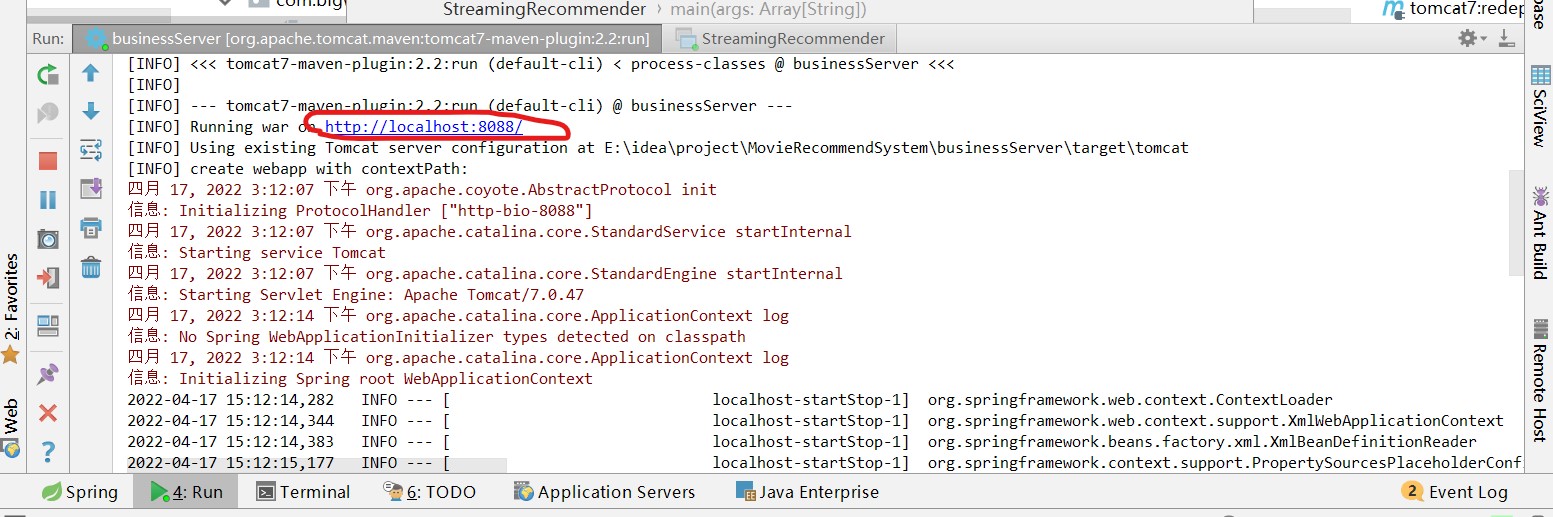 StreamingRecommender › main(args: Array[String])
tomcat7:redep
Run: businessServer [org.apache.tomcat.maven:tomcat7-maven-plugin:2.2:run] StreamingRecommender
[INFO] <<< tomcat7-maven-plugin:2.2:run (default-cli) < process-classes @ businessServer <<<
[INFO]
[INFO] --- tomcat7-maven-plugin:2.2:run (default-cli) @ businessServer ---
[INFO] Running war on http://localhost:8088/
[INFO] Using existing Tomcat server configuration at E:\idea\project\MovieRecommendSystem\businessServer\target\tomcat
[INFO] create webapp with contextPath:
四月 17, 2022 3:12:07 下午 org.apache.coyote.AbstractProtocol init
信息: Initializing ProtocolHandler ["http-bio-8088"]
四月 17, 2022 3:12:07 下午 org.apache.catalina.core.StandardService startInternal
信息: Starting service Tomcat
四月 17, 2022 3:12:07 下午 org.apache.catalina.core.StandardEngine startInternal
信息: Starting Servlet Engine: Apache Tomcat/7.0.47
四月 17, 2022 3:12:14 下午 org.apache.catalina.core.ApplicationContext log
信息: No Spring WebApplicationInitializer types detected on classpath
四月 17, 2022 3:12:14 下午 org.apache.catalina.core.ApplicationContext log
信息: Initializing Spring root WebApplicationContext
2022-04-17 15:12:14,282 INFO --- [ localhost-startStop-1] org.springframework.web.context.ContextLoader
2022-04-17 15:12:14,344 INFO --- [ localhost-startStop-1] org.springframework.web.context.support.XmlWebApplicationContext
2022-04-17 15:12:14,383 INFO --- [ localhost-startStop-1] org.springframework.beans.factory.xml.XmlBeanDefinitionReader
2022-04-17 15:12:15,177 INFO --- [ localhost-startStop-1] org.springframework.context.support.PropertySourcesPlaceholderConf
2: Favorites
Web
SciView
Ant Build
Remote Host
Spring 4: Run Terminal 6: TODO Application Servers Java Enterprise 2 Event Log